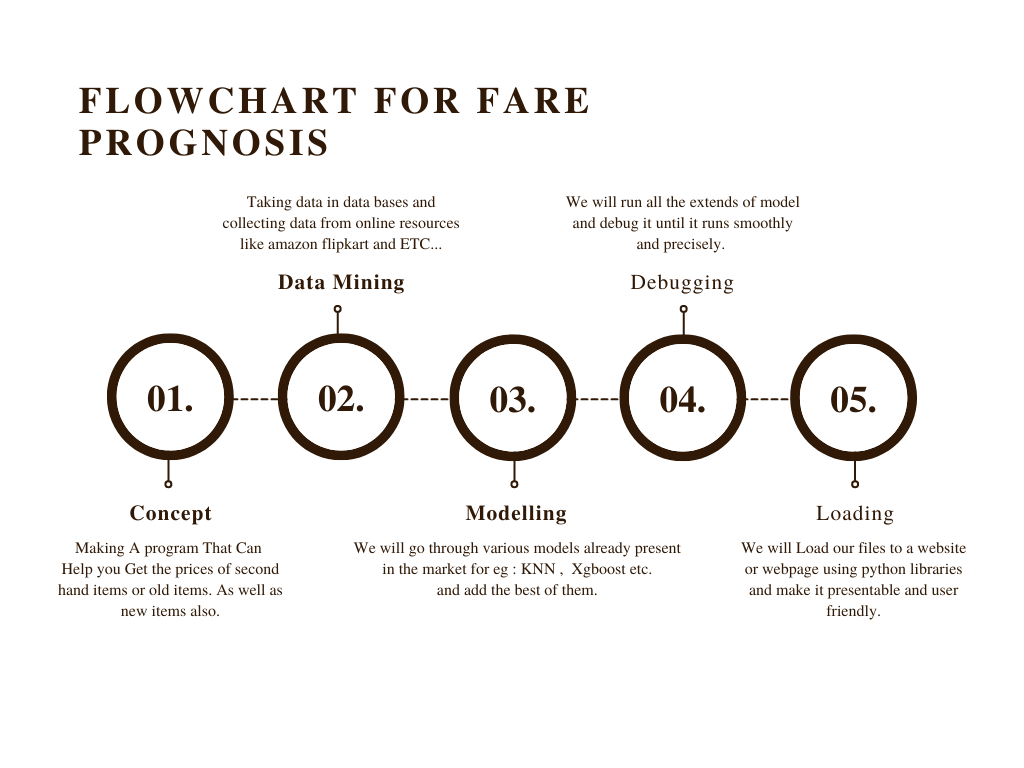 FLOWCHART FOR FARE
PROGNOSIS
Taking data in data bases and
collecting data from online resources
like amazon flipkart and ETC...
Data Mining
We will run all the extends of model
and debug it until it runs smoothly
and precisely.
Debugging
01.
02.
03.
04.
05.
Concept
Making A program That Can
Help you Get the prices of second
hand items or old items. As well as
new items also.
Modelling
We will go through various models already present
in the market for eg : KNN ,  Xgboost etc.
and add the best of them.
Loading
We will Load our files to a website
or webpage using python libraries
and make it presentable and user
friendly.